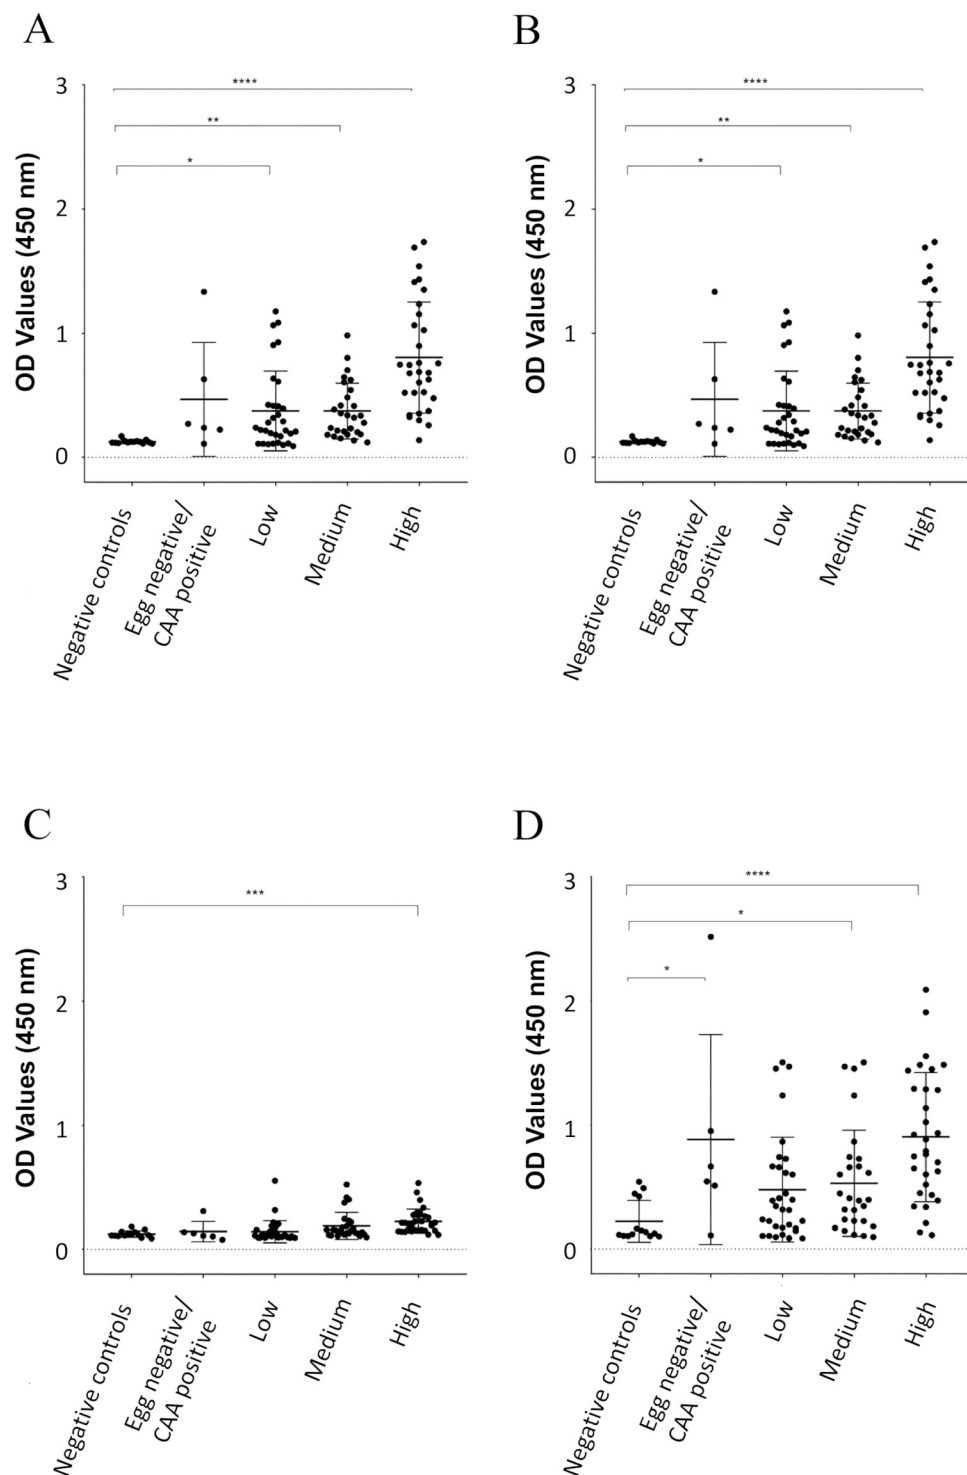 A
OD Values (450 nm)
3
2
1
0
****
**
*
Negative controls
Egg negative/
CAA positive
Low
Medium
High
B
OD Values (450 nm)
3
2
1
0
****
**
*
Negative controls
Egg negative/
CAA positive
Low
Medium
High
C
OD Values (450 nm)
3
2
1
0
***
Negative controls
Egg negative/
CAA positive
Low
Medium
High
D
OD Values (450 nm)
3
2
1
0
****
*
*
Negative controls
Egg negative/
CAA positive
Low
Medium
High